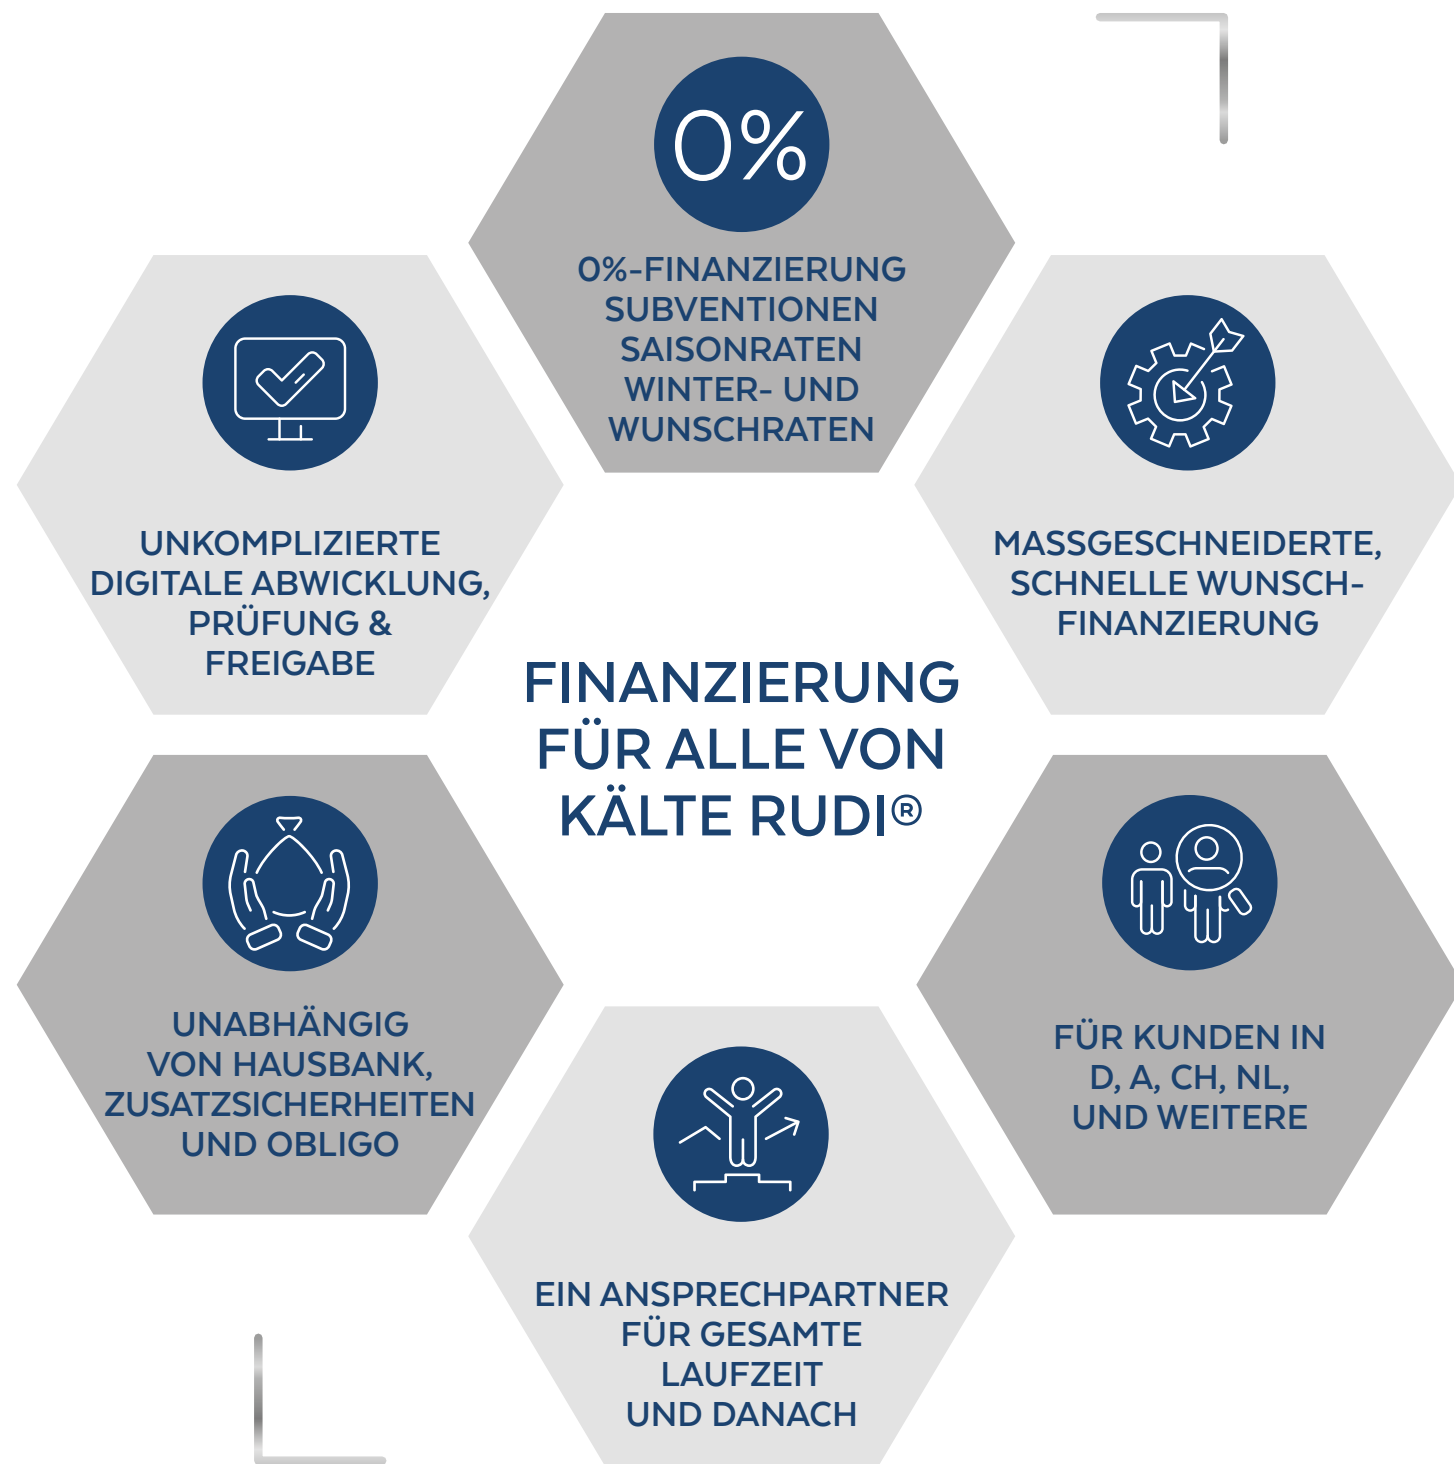 0%
0%-FINANZIERUNG
SUBVENTIONEN
SAISONRATEN
WINTER- UND
WUNSCHRATEN
UNKOMPLIZIERTE
DIGITALE ABWICKLUNG,
PRÜFUNG &
FREIGABE
MASSGESCHNEIDERTE,
SCHNELLE WUNSCH-
FINANZIERUNG
FINANZIERUNG
FÜR ALLE VON
KÄLTE RUDI®
UNABHÄNGIG
VON HAUSBANK,
ZUSATZSICHERHEITEN
UND OBLIGO
FÜR KUNDEN IN
D, A, CH, NL,
UND WEITERE
EIN ANSPRECHPARTNER
FÜR GESAMTE
LAUFZEIT
UND DANACH